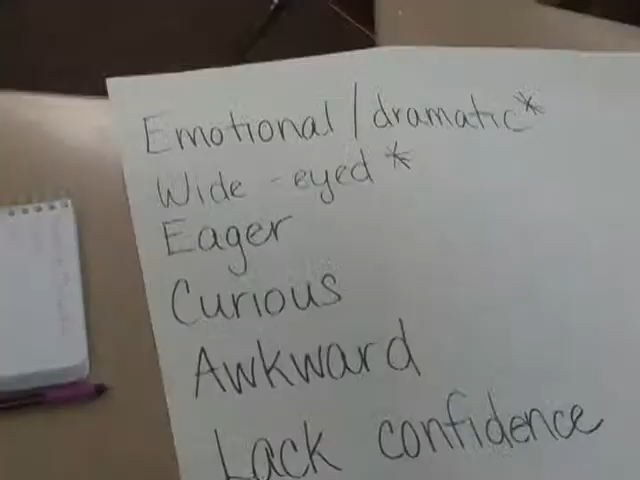 Emotional/dramatic*
Wide-eyed*
Eager
Curious
Awkward
Lack confidence